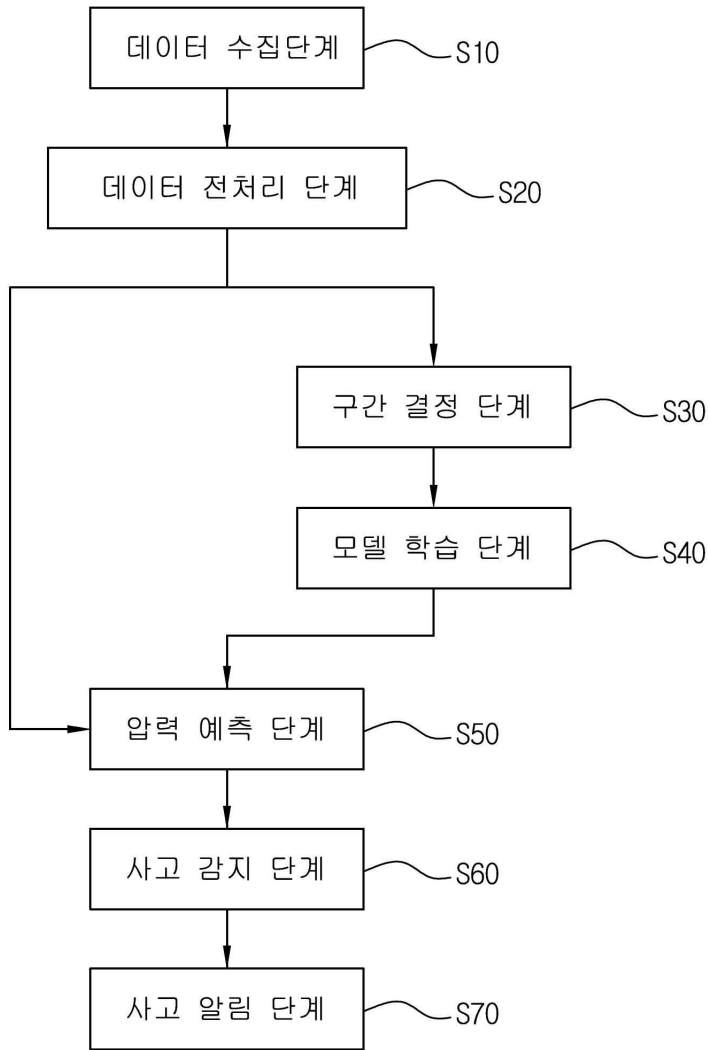 데이터 수집단계
S10
데이터 전처리 단계
S20
구간 결정 단계
S30
모델 학습 단계
S40
압력 예측 단계
S50
사고 감지 단계
S60
사고 알림 단계
S70